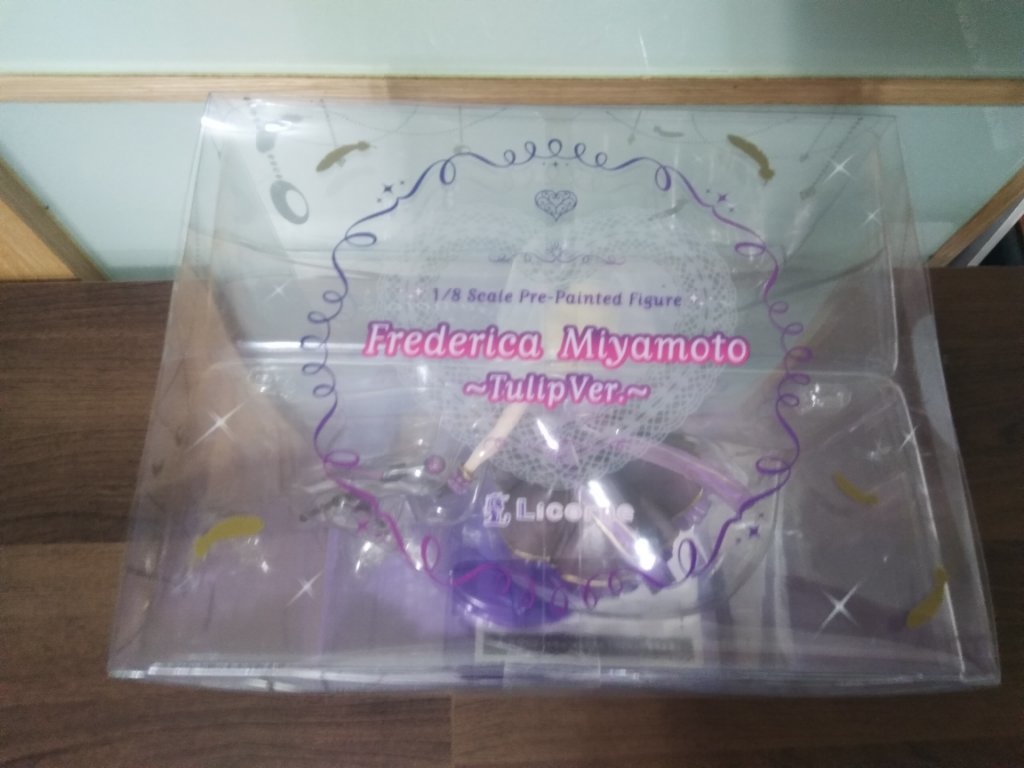 1/8 Scale Pre-Painted Figure
Frederica Miyamoto
~TulipVer.~
Licorne